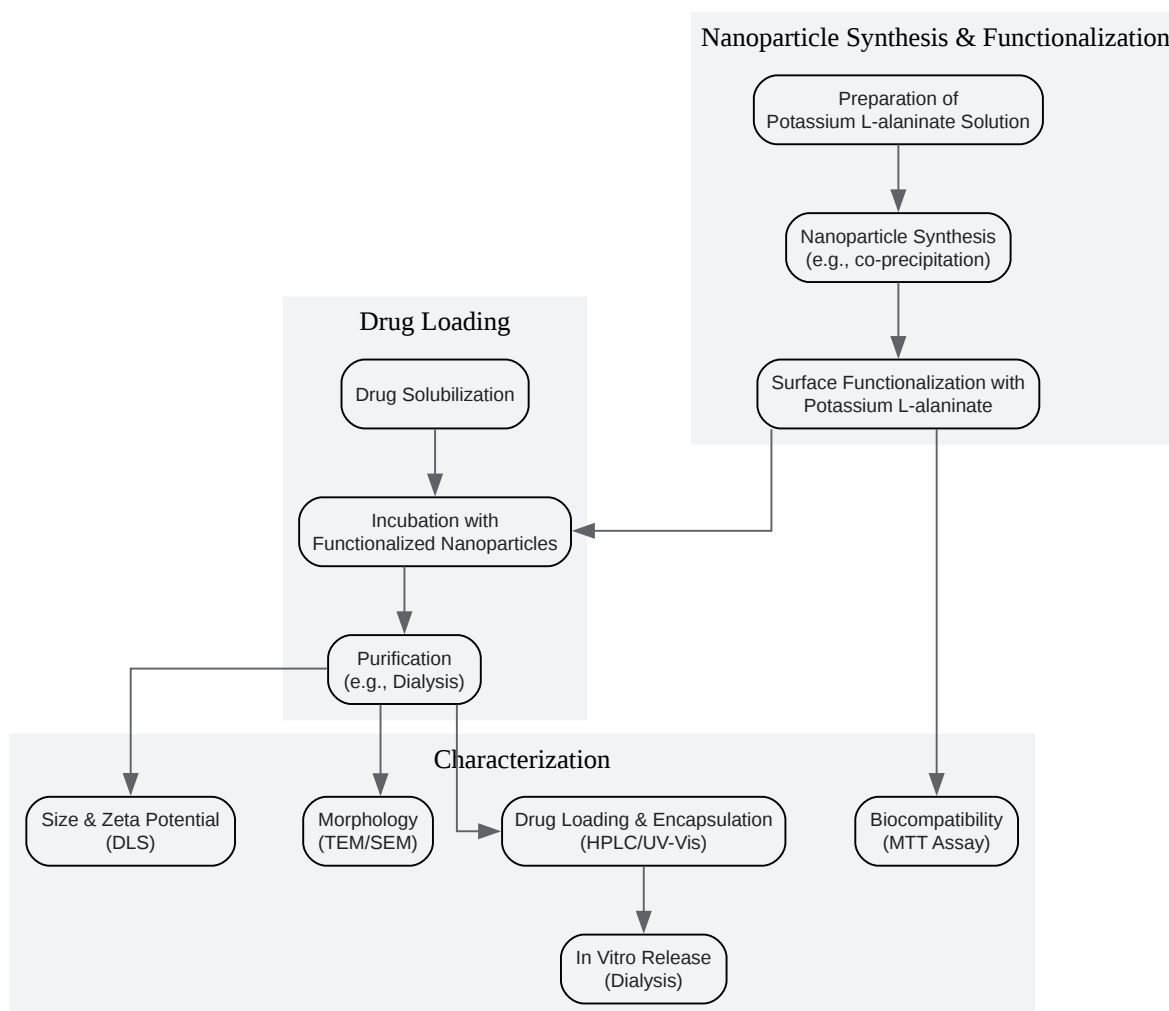 Nanoparticle Synthesis & Functionalization
Preparation of
Potassium L-alaninate Solution
Nanoparticle Synthesis
(e.g., co-precipitation)
Surface Functionalization with
Potassium L-alaninate
Drug Loading
Drug Solubilization
Incubation with
Functionalized Nanoparticles
Purification
(e.g., Dialysis)
Characterization
Size & Zeta Potential
(DLS)
Morphology
(TEM/SEM)
Drug Loading & Encapsulation
(HPLC/UV-Vis)
Biocompatibility
(MTT Assay)
In Vitro Release
(Dialysis)